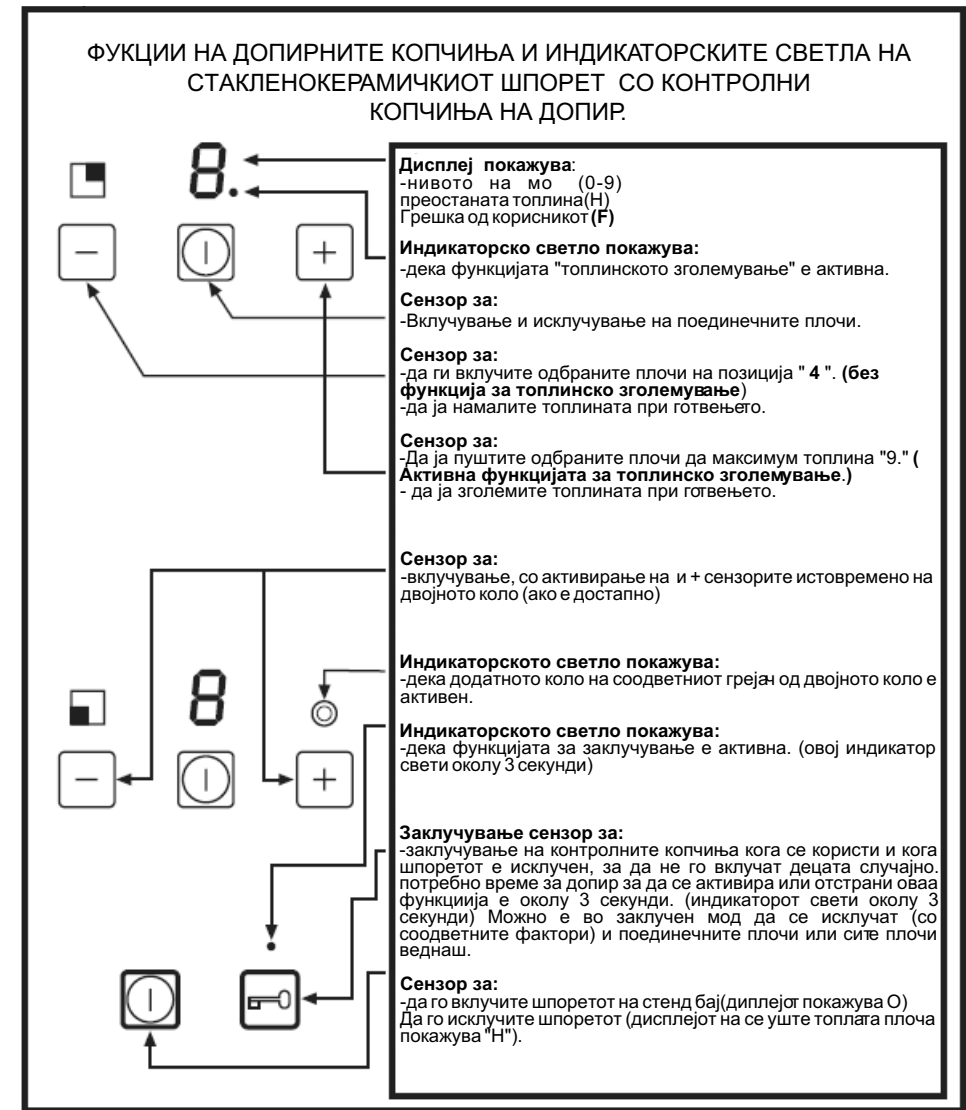 ФУКЦИИ НА ДОПИРНИТЕ КОПЧИЊА И ИНДИКАТОРСКИТЕ СВЕТЛА НА
СТАКЛЕНОКЕРАМИЧКИОТ ШПОРЕТ СО КОНТРОЛНИ
КОПЧИЊА НА ДОПИР.
8.
Дисплеј покажува:
-нивото на мо (0-9)
преостаната топлина(H)
Грешка од корисникот (F)
Индикаторско светло покажува:
-дека функцијата "топлинското зголемување" е активна.
Сензор за:
-Вклучување и исклучување на поединечните плочи.
Сензор за:
-да ги вклучите одбраните плочи на позиција " 4 ". (без
функција за топлинско зголемување)
-да ја намалите топлината при готвењето.
Сензор за:
-Да ја пуштите одбраните плочи да максимум топлина "9." (
Активна функцијата за топлинско зголемување.)
- да ја зголемите топлината при готвењето.
Сензор за:
-вклучување, со активирање на и + сензорите истовремено на
двојното коло (ако е достапно)
8
Индикаторското светло покажува:
-дека додатното коло на соодветниот грејач од двојното коло е
активен.
Индикаторското светло покажува:
-дека функцијата за заклучување е активна. (овој индикатор
свети околу 3 секунди)
Заклучување сензор за:
-заклучување на контролните копчиња кога се користи и кога
шпоретот е исклучен, за да не го вклучат децата случајно.
потребно време за допир за да се активира или отстрани оваа
функциија е околу 3 секунди. (индикаторот свети околу 3
секунди) Можно е во заклучен мод да се исклучат (со
соодветните фактори) и поединечните плочи или сите плочи
веднаш.
Сензор за:
-да го вклучите шпоретот на стенд бај(диплејот покажува О)
Да го исклучите шпоретот (дисплејот на се уште топлата плоча
покажува "H").